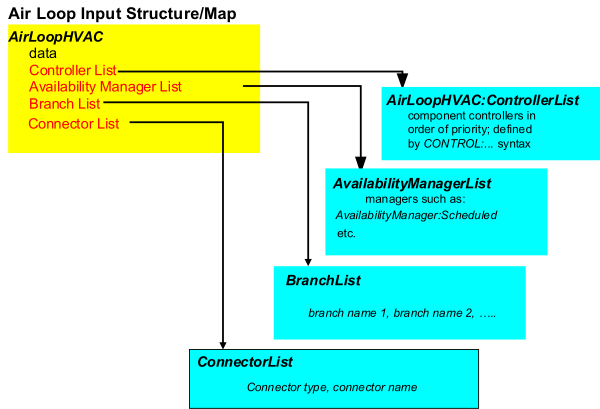 Air Loop Input Structure/Map
AirLoopHVAC
data
Controller List
Availability Manager List
Branch List
Connector List
AirLoopHVAC:ControllerList
component controllers in
order of priority; defined
by CONTROL:... syntax
AvailabilityManagerList
managers such as:
AvailabilityManager:Scheduled
etc.
BranchList
branch name 1, branch name 2, …..
ConnectorList
Connector type, connector name